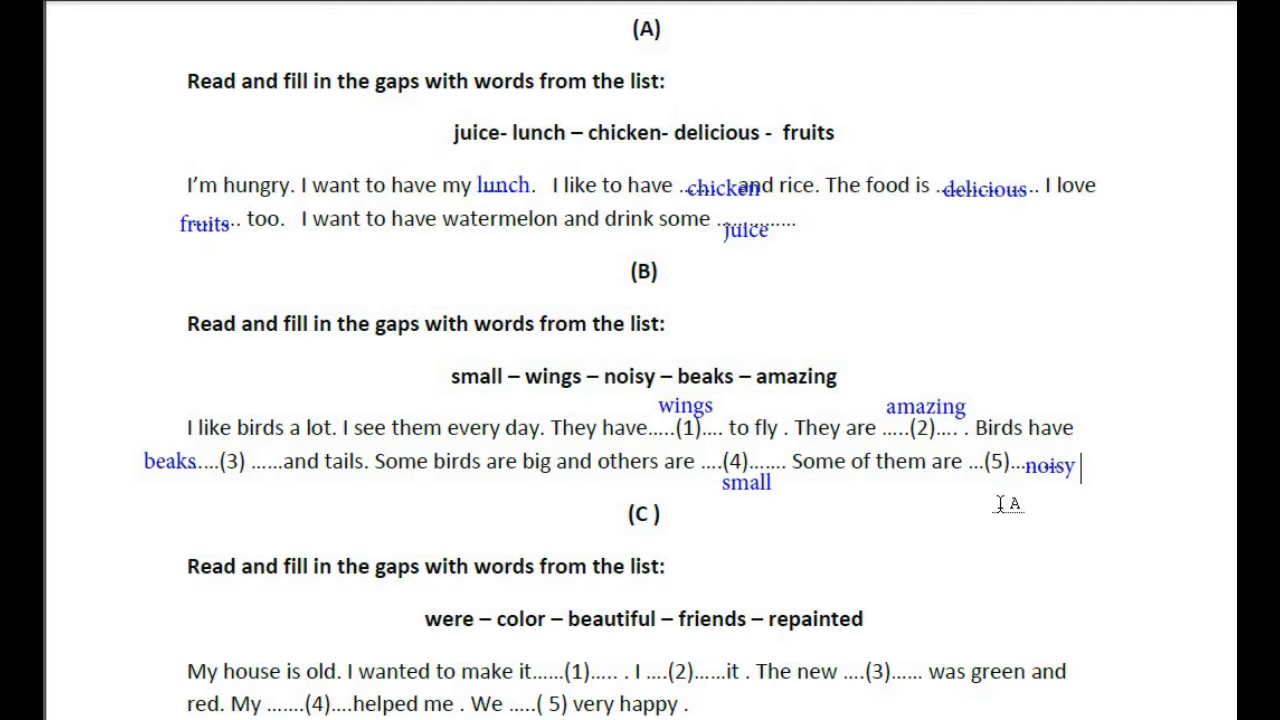 (A)
Read and fill in the gaps with words from the list:
juice- lunch – chicken- delicious -  fruits
I’m hungry. I want to have my lunch.   I like to have ..chicken and rice. The food is ..delicious.. I love
fruits.. too.   I want to have watermelon and drink some ..juice.....
(B)
Read and fill in the gaps with words from the list:
small – wings – noisy – beaks – amazing
wings amazing
I like birds a lot. I see them every day. They have.....(1).... to fly . They are .....(2).... . Birds have
beaks.....(3) ......and tails. Some birds are big and others are ....(4)....... Some of them are ...(5)...noisy
small
A
(C )
Read and fill in the gaps with words from the list:
were – color – beautiful – friends – repainted
My house is old. I wanted to make it......(1)..... . I ....(2)......it . The new ....(3)...... was green and
red. My .......(4)....helped me . We .....( 5) very happy .